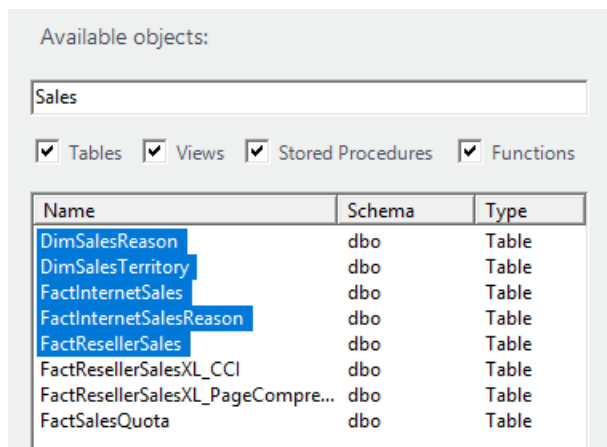 Available objects:
Sales
Tables Views Stored Procedures Functions
Name Schema Type
DimSalesReason dbo Table
DimSalesTerritory dbo Table
FactInternetSales dbo Table
FactInternetSalesReason dbo Table
FactResellerSales dbo Table
FactResellerSalesXL_CCI dbo Table
FactResellerSalesXL_PageCompre... dbo Table
FactSalesQuota dbo Table